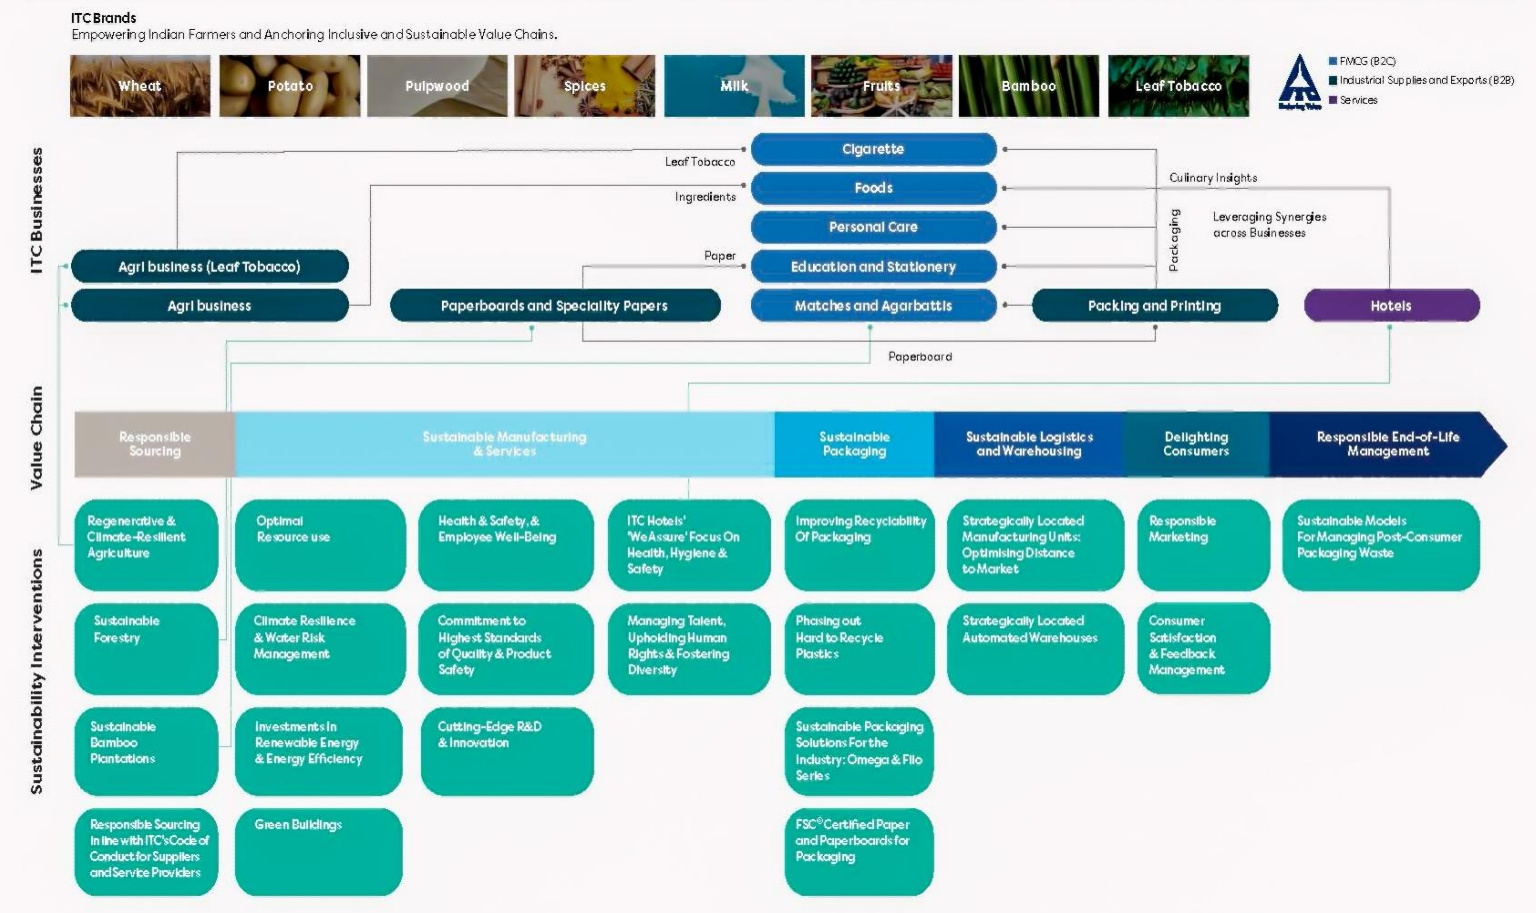 ITC Brands
Empowering Indian Farmers and Anchoring Inclusive and Sustainable Value Chains.
Wheat
Potato
Pulpwood
Spices
Milk
Fruits
Bamboo
Leaf Tobacco
FMCG (B2C)
Industrial Supplies and Exports (B2B)
Services
ITC Businesses
Cigarette
Foods
Personal Care
Education and Stationery
Matches and Agarbattis
Leaf Tobacco
Ingredients
Paper
Culinary Insights
Packaging
Leveraging Synergies
across Businesses
Agri business (Leaf Tobacco)
Agri business
Paperboards and Speciality Papers
Packing and Printing
Hotels
Paperboard
Value Chain
Responsible
Sourcing
Sustainable Manufacturing
& Services
Sustainable
Packaging
Sustainable Logistics
and Warehousing
Delighting
Consumers
Responsible End-of-Life
Management
Sustainability Interventions
Regenerative &
Climate-Resilient
Agriculture
Optimal
Resource use
Health & Safety, &
Employee Well-Being
ITC Hotels'
'WeAssure' Focus On
Health, Hygiene &
Safety
Improving Recyclability
Of Packaging
Strategically Located
Manufacturing Units:
Optimising Distance
to Market
Responsible
Marketing
Sustainable Models
For Managing Post-Consumer
Packaging Waste
Sustainable
Forestry
Climate Resilience
& Water Risk
Management
Commitment to
Highest Standards
of Quality & Product
Safety
Managing Talent,
Upholding Human
Rights & Fostering
Diversity
Phasing out
Hard to Recycle
Plastics
Strategically Located
Automated Warehouses
Consumer
Satisfaction
& Feedback
Management
Sustainable
Bamboo
Plantations
Investments In
Renewable Energy
& Energy Efficiency
Cutting-Edge R&D
& Innovation
Sustainable Packaging
Solutions For the
Industry: Omega & Filo
Series
Responsible Sourcing
in line with ITC's Code of
Conduct for Suppliers
and Service Providers
Green Buildings
FSC® Certified Paper
and Paperboards for
Packaging